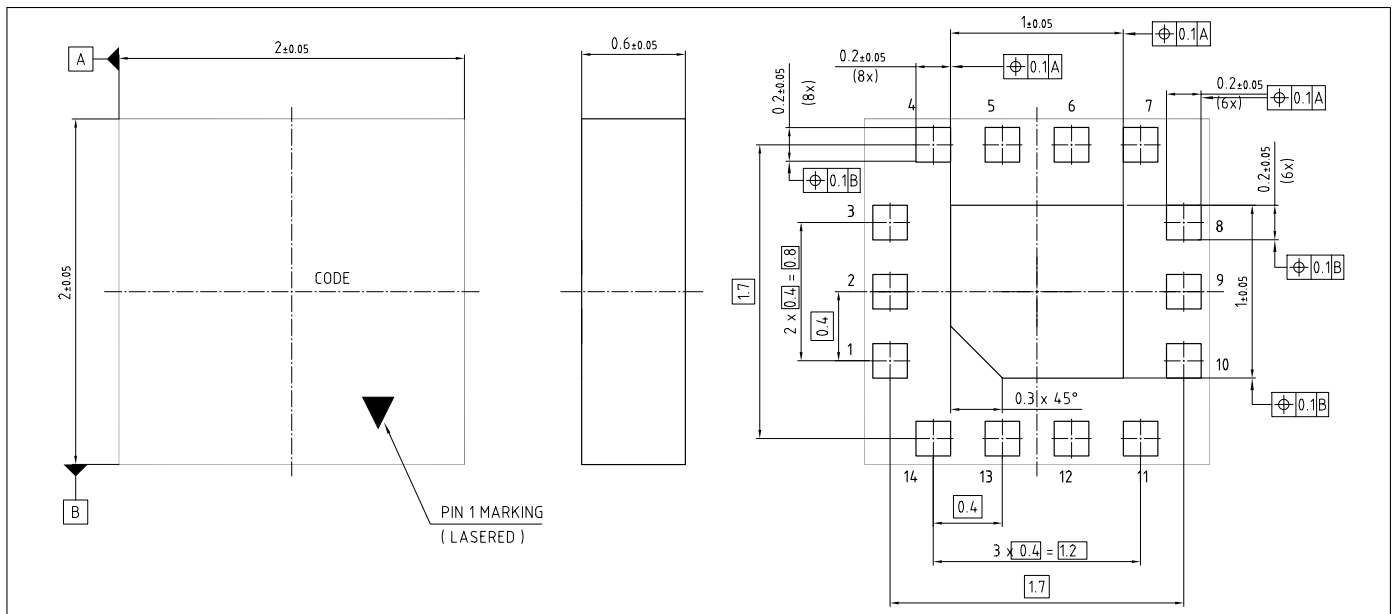 A
2±0.05
2±0.05
CODE
B
PIN 1 MARKING
( LASERED )
0.6±0.05
1±0.05
⌖ 0.1 A
0.2±0.05
(8x)
⌖ 0.1 A
0.2±0.05
(8x)
⌖ 0.1 B
0.2±0.05
(6x)
⌖ 0.1 A
0.2±0.05
(6x)
⌖ 0.1 B
4
5
6
7
3
8
2
9
1
10
1.7
2 x 0.4 = 0.8
0.4
1±0.05
⌖ 0.1 B
0.3 x 45°
14
13
12
11
0.4
3 x 0.4 = 1.2
1.7